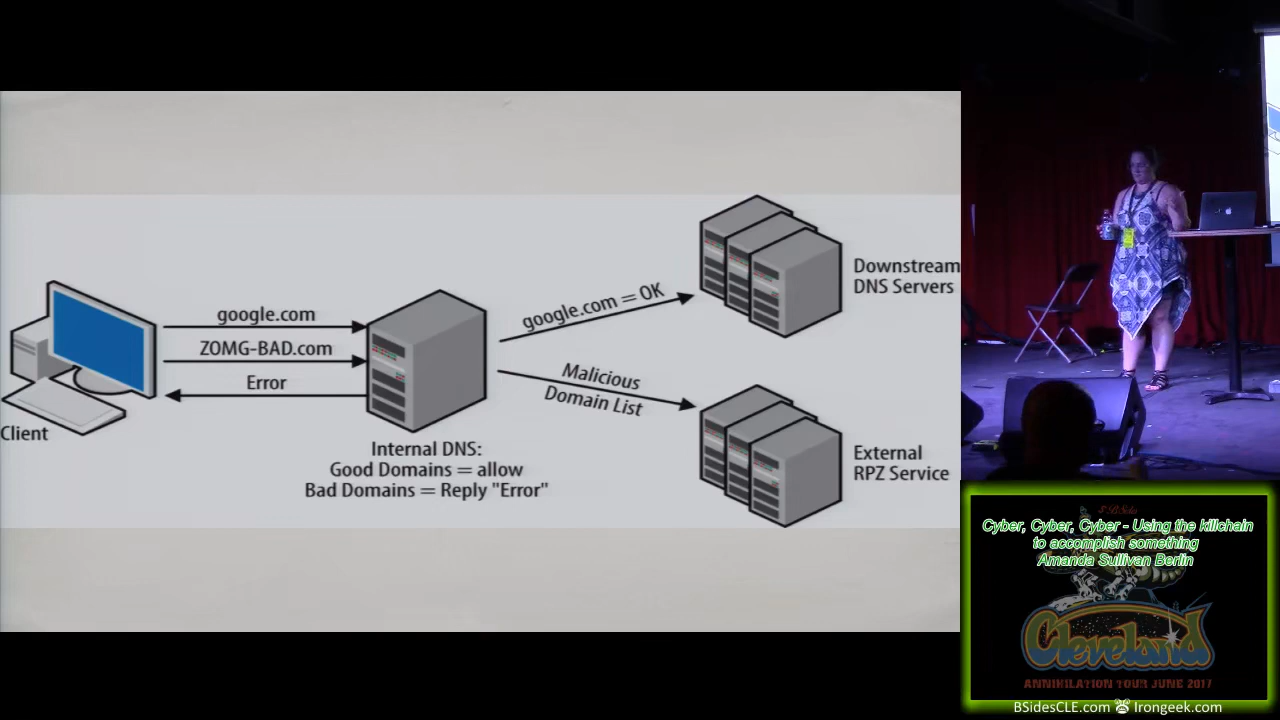 google.com
ZOMG-BAD.com
Error
Client
Internal DNS:
Good Domains = allow
Bad Domains = Reply "Error"
google.com = OK
Malicious
Domain List
Downstream
DNS Servers
External
RPZ Service
Cyber, Cyber, Cyber - Using the killchain
to accomplish something
Amanda Sullivan Berlin
Cleveland
ANNIHILATION TOUR JUNE 2017
BSidesCLE.com Irongeek.com